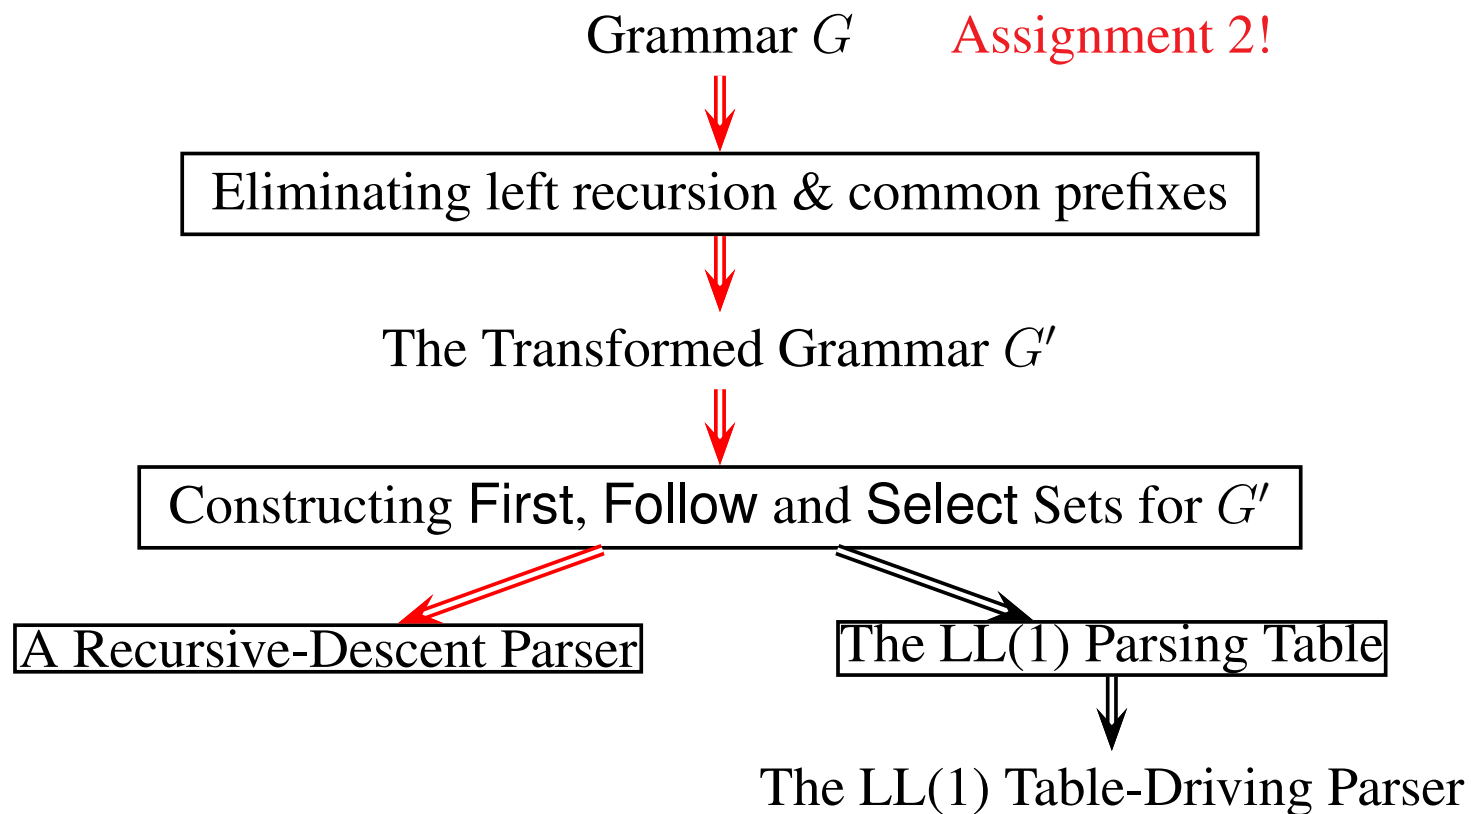 Grammar G Assignment 2!
Eliminating left recursion & common prefixes
The Transformed Grammar G′
Constructing First, Follow and Select Sets for G′
A Recursive-Descent Parser
The LL(1) Parsing Table
The LL(1) Table-Driving Parser